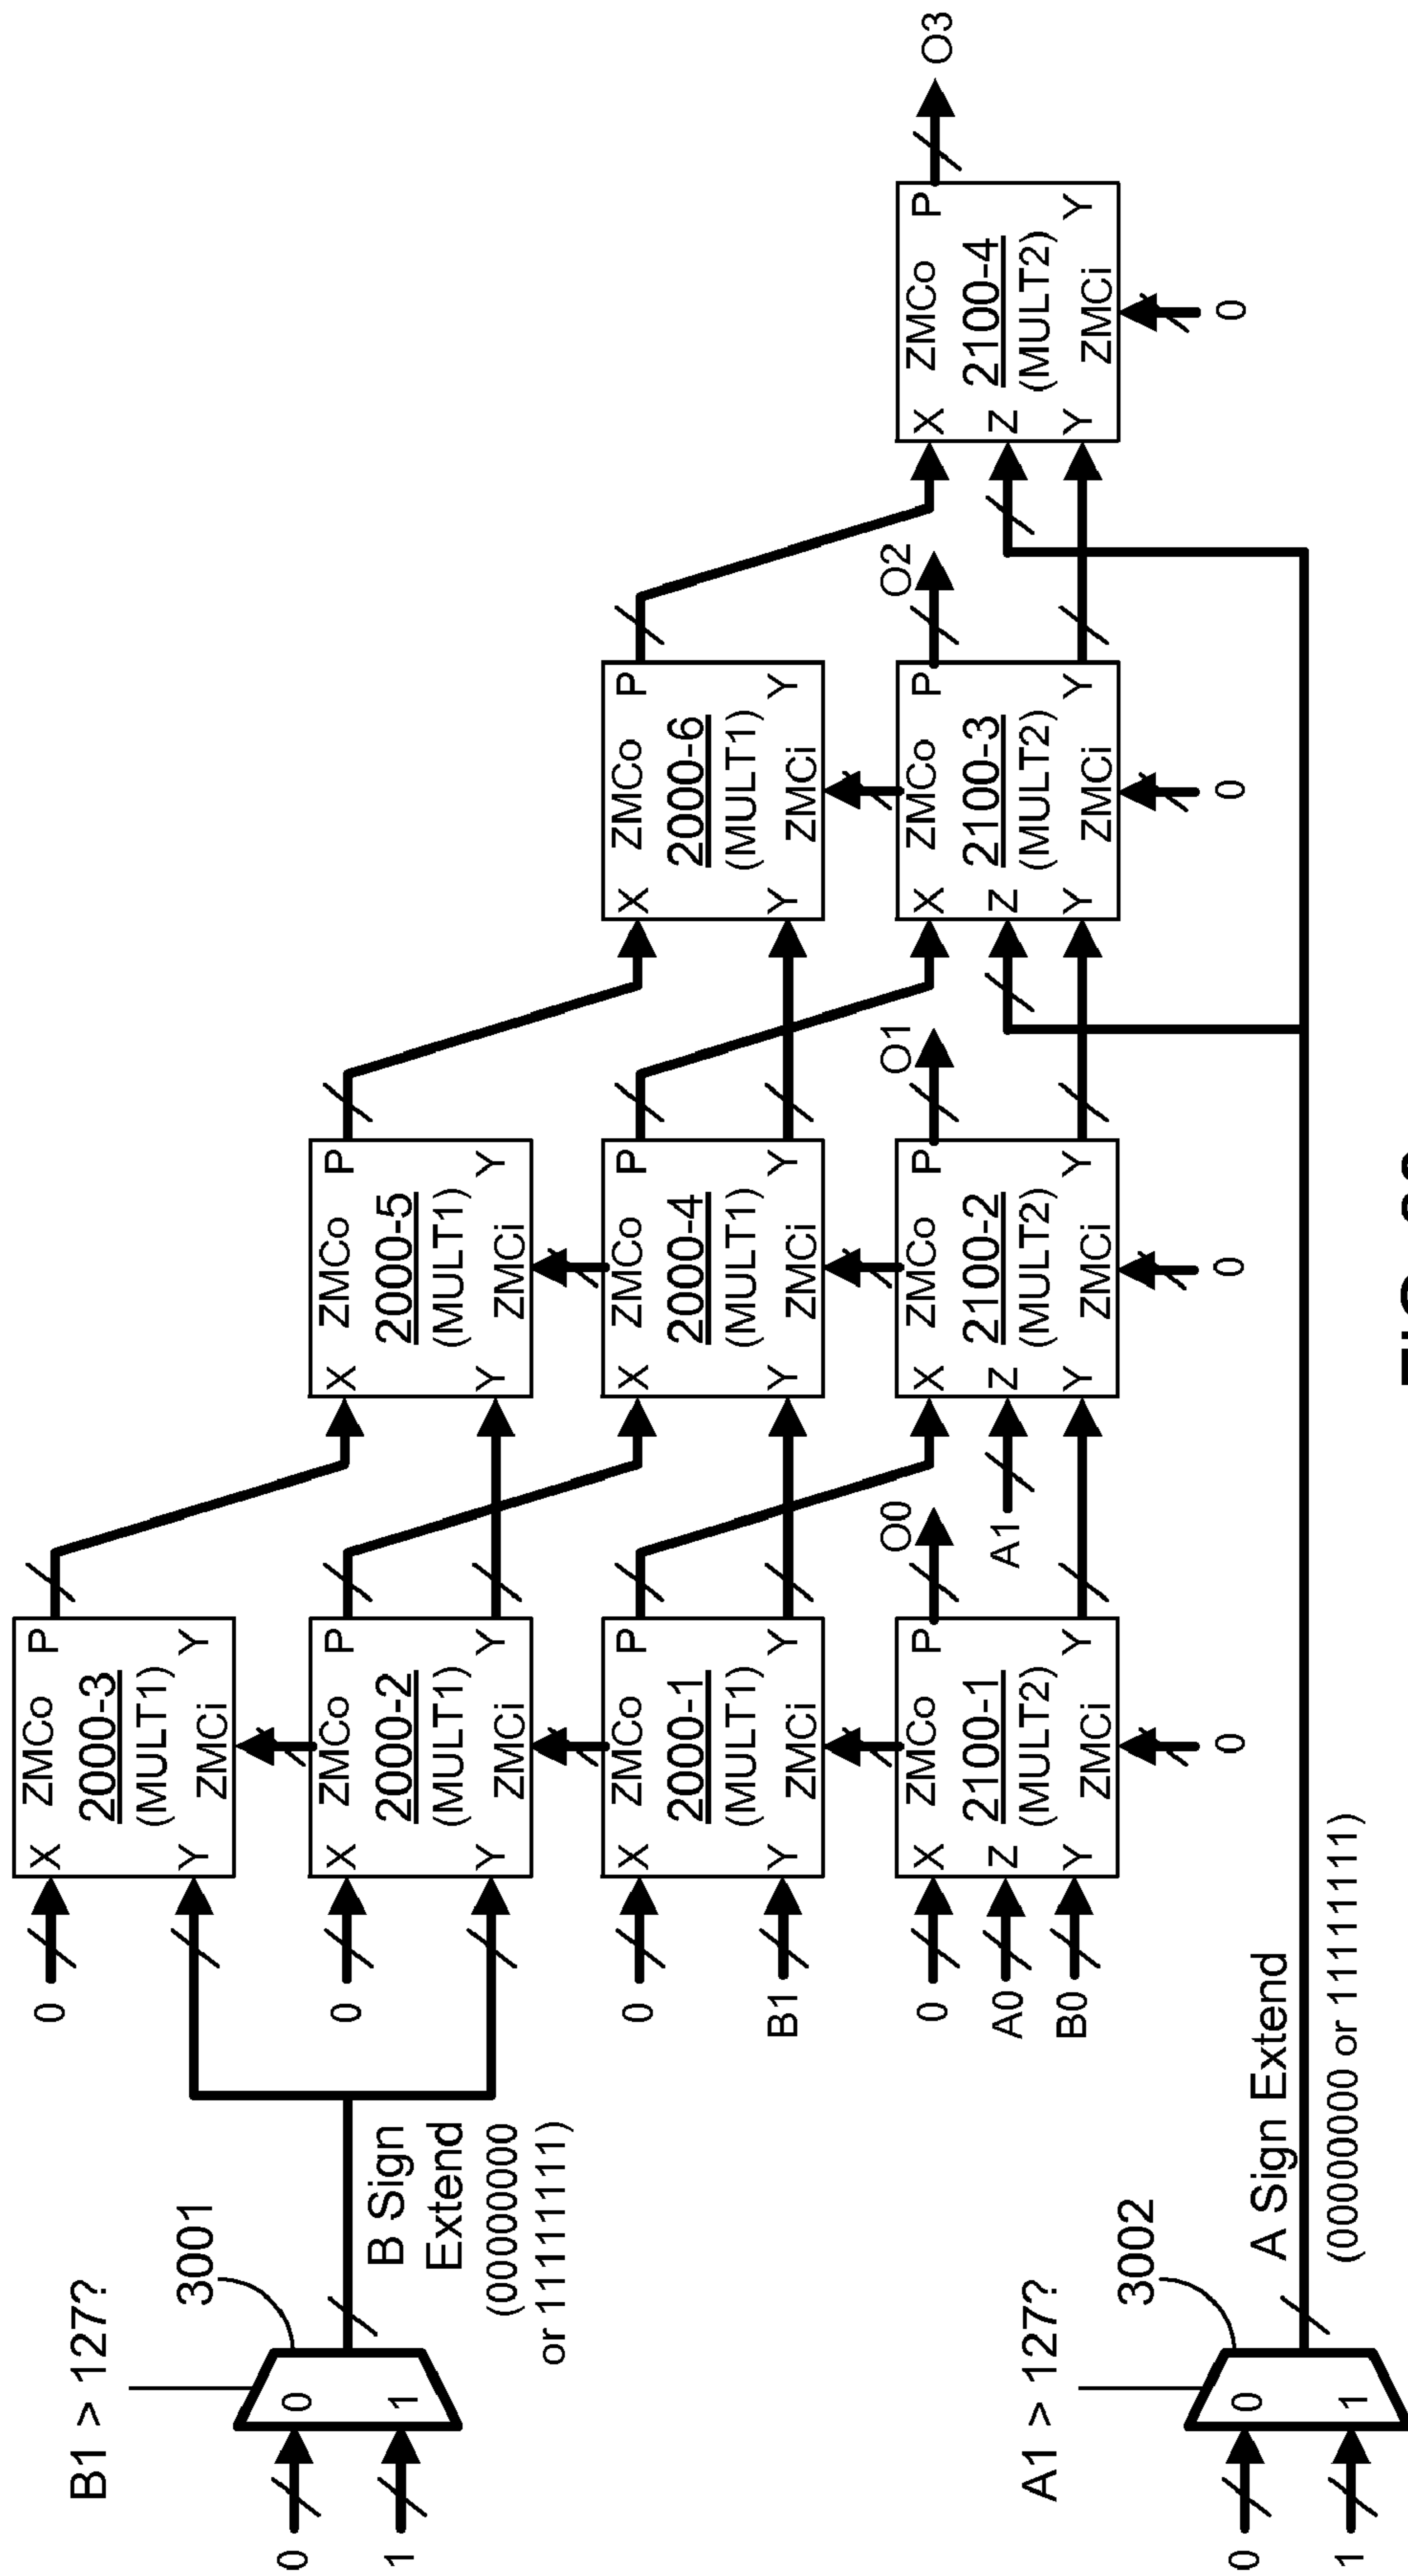 B1 > 127?
3001
0
0
1
1
B Sign
Extend
(00000000
or 11111111)
0
X ZMCo P
2000-3
(MULT1)
Y Y
ZMCi
0
X ZMCo P
2000-2
(MULT1)
Y Y
ZMCi
X ZMCo P
2000-5
(MULT1)
Y Y
ZMCi
0
B1
X ZMCo P
2000-1
(MULT1)
Y Y
ZMCi
X ZMCo P
2000-4
(MULT1)
Y Y
ZMCi
X ZMCo P
2000-6
(MULT1)
Y Y
ZMCi
0
A0
B0
X ZMCo P
Z 2100-1
(MULT2)
Y Y
ZMCi
0
O0
A1
X ZMCo P
Z 2100-2
(MULT2)
Y Y
ZMCi
0
O1
X ZMCo P
Z 2100-3
(MULT2)
Y Y
ZMCi
0
O2
X ZMCo P
Z 2100-4
(MULT2)
Y Y
ZMCi
0
O3
A1 > 127?
3002
0
0
1
1
A Sign Extend
(00000000 or 11111111)